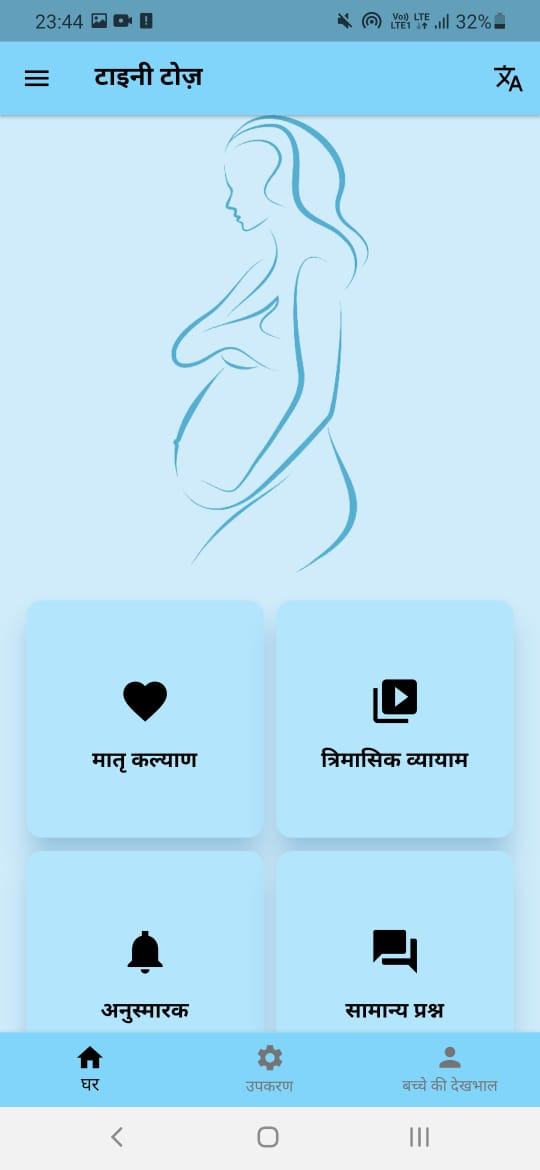 23:44
Vo) LTE
LTE1
32%
टाइनी टोज़
मातृ कल्याण
त्रिमासिक व्यायाम
अनुस्मारक
सामान्य प्रश्न
घर
उपकरण
बच्चे की देखभाल